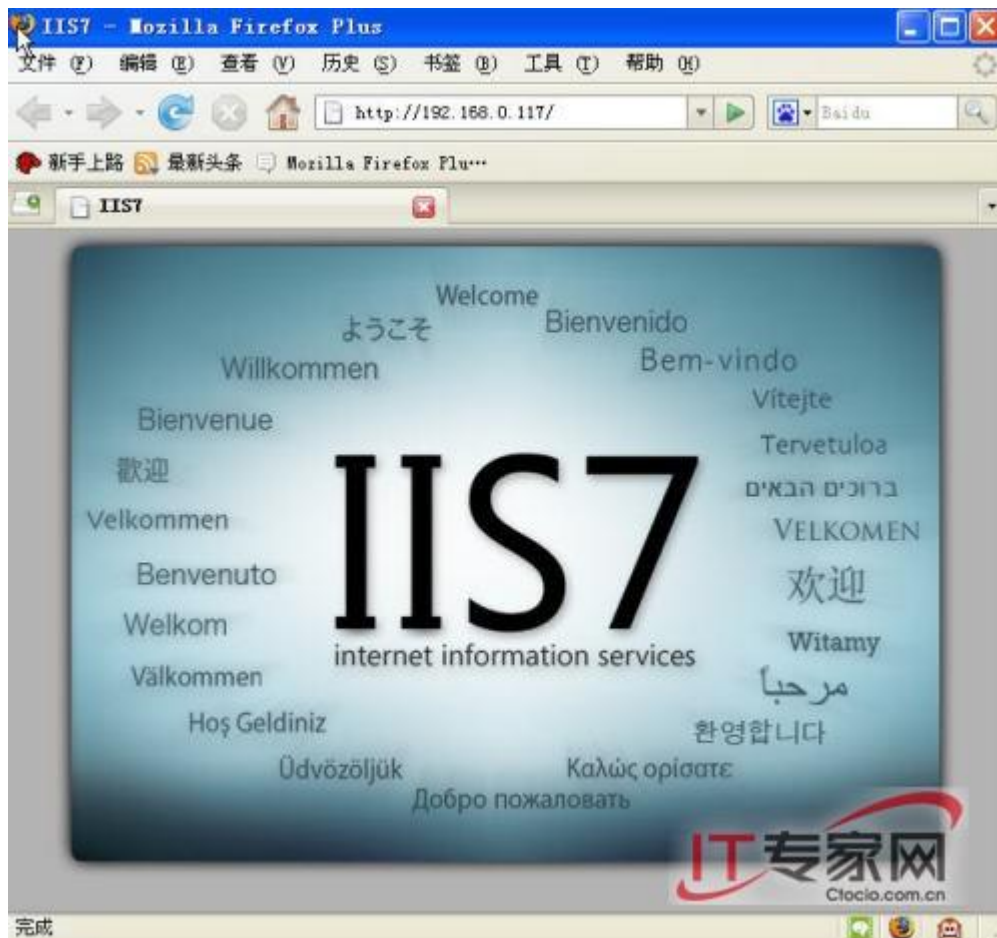 IIS7 - Mozilla Firefox Plus
文件 (F) 编辑 (E) 查看 (V) 历史 (S) 书签 (B) 工具 (T) 帮助 (H)
http://192.168.0.117/ Baidu
新手上路 最新头条 Mozilla Firefox Plu…
IIS7
Welcome
ようこそ Bienvenido
Willkommen Bem-vindo
Bienvenue Vítejte
歡迎 Tervetuloa
ברוכים הבאים
Velkommen VELKOMEN
Benvenuto 欢迎
IIS7
Welkom Witamy
internet information services
Välkommen مرحباً
Hoş Geldiniz 환영합니다
Üdvözöljük Καλώς ορίσατε
Добро пожаловать
IT专家网
Ctocio.com.cn
完成